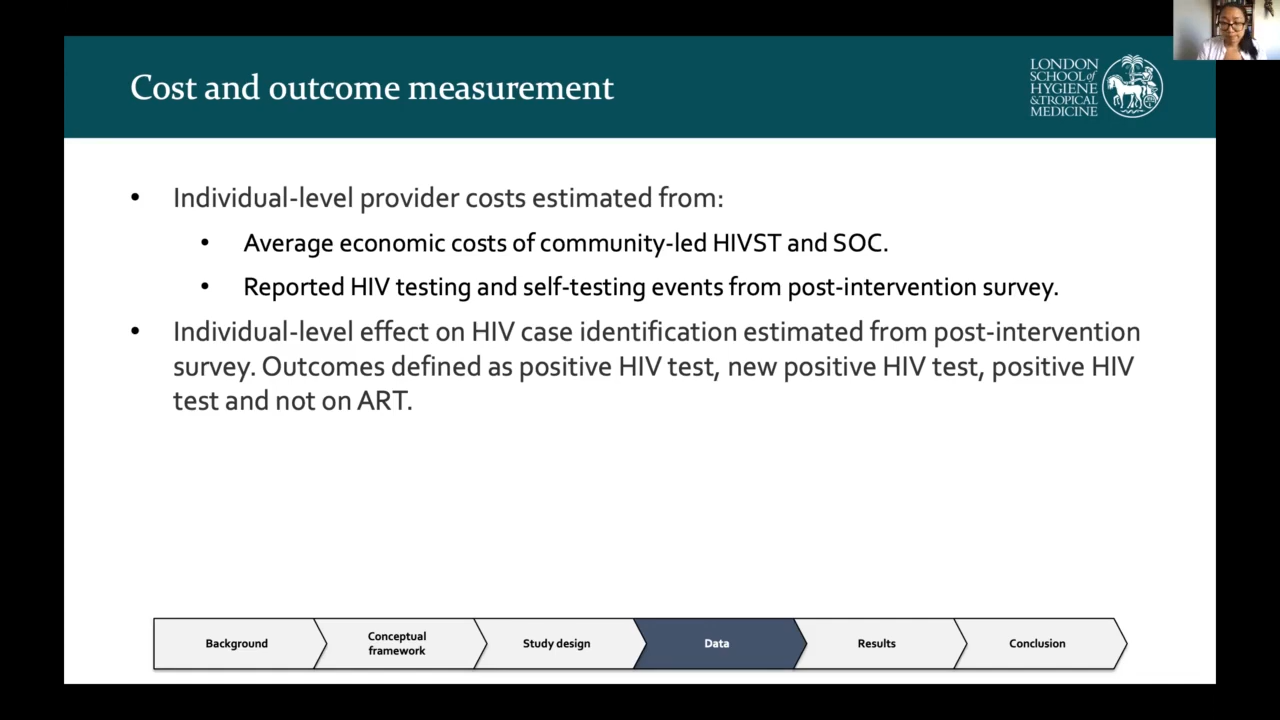 Cost and outcome measurement
LONDON
SCHOOL of
HYGIENE
& TROPICAL
MEDICINE
• Individual-level provider costs estimated from:
• Average economic costs of community-led HIVST and SOC.
• Reported HIV testing and self-testing events from post-intervention survey.
• Individual-level effect on HIV case identification estimated from post-intervention
survey. Outcomes defined as positive HIV test, new positive HIV test, positive HIV
test and not on ART.
Background
Conceptual
framework
Study design
Data
Results
Conclusion